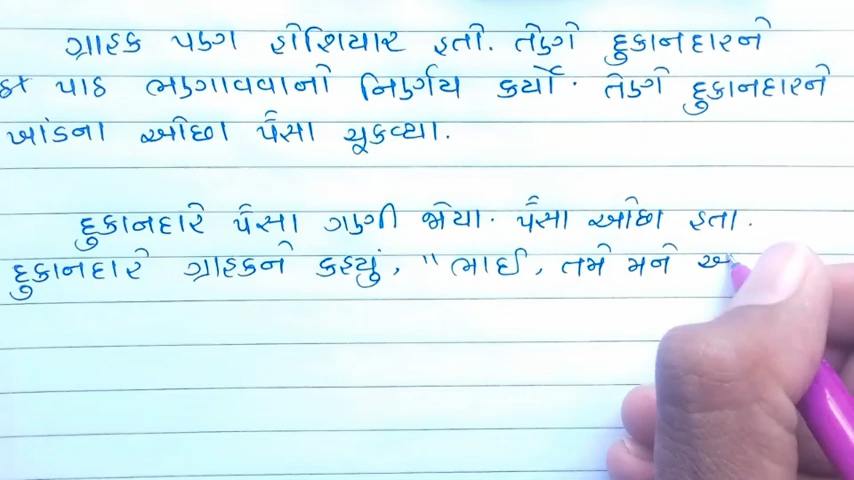 ગ્રાહક પણ હોંશિયાર હતો. તેણે દુકાનદારને
પાઠ ભણાવવાનો નિર્ણય કર્યો. તેણે દુકાનદારને
ખાંડના ઓછા પૈસા ચૂકવ્યા.
દુકાનદારે પૈસા ગણી જોયા. પૈસા ઓછા હતા.
દુકાનદારે ગ્રાહકને કહ્યું, "ભાઈ, તમે મને